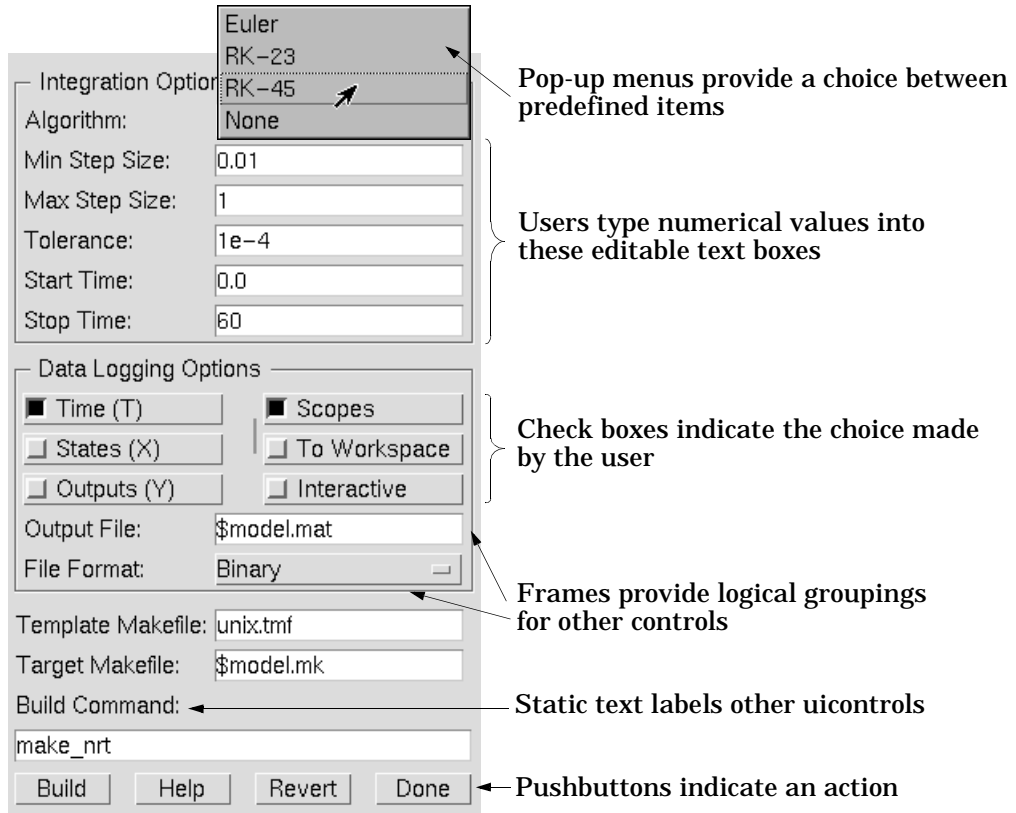 Euler
RK-23
RK-45
None
Integration Option
Algorithm:
Min Step Size: 0.01
Max Step Size: 1
Tolerance: 1e-4
Start Time: 0.0
Stop Time: 60
Pop-up menus provide a choice between
predefined items
Users type numerical values into
these editable text boxes
Data Logging Options
Time (T) Scopes
States (X) To Workspace
Outputs (Y) Interactive
Output File: $model.mat
File Format: Binary
Check boxes indicate the choice made
by the user
Frames provide logical groupings
for other controls
Template Makefile: unix.tmf
Target Makefile: $model.mk
Build Command:
Static text labels other uicontrols
make_nrt
Build Help Revert Done
Pushbuttons indicate an action